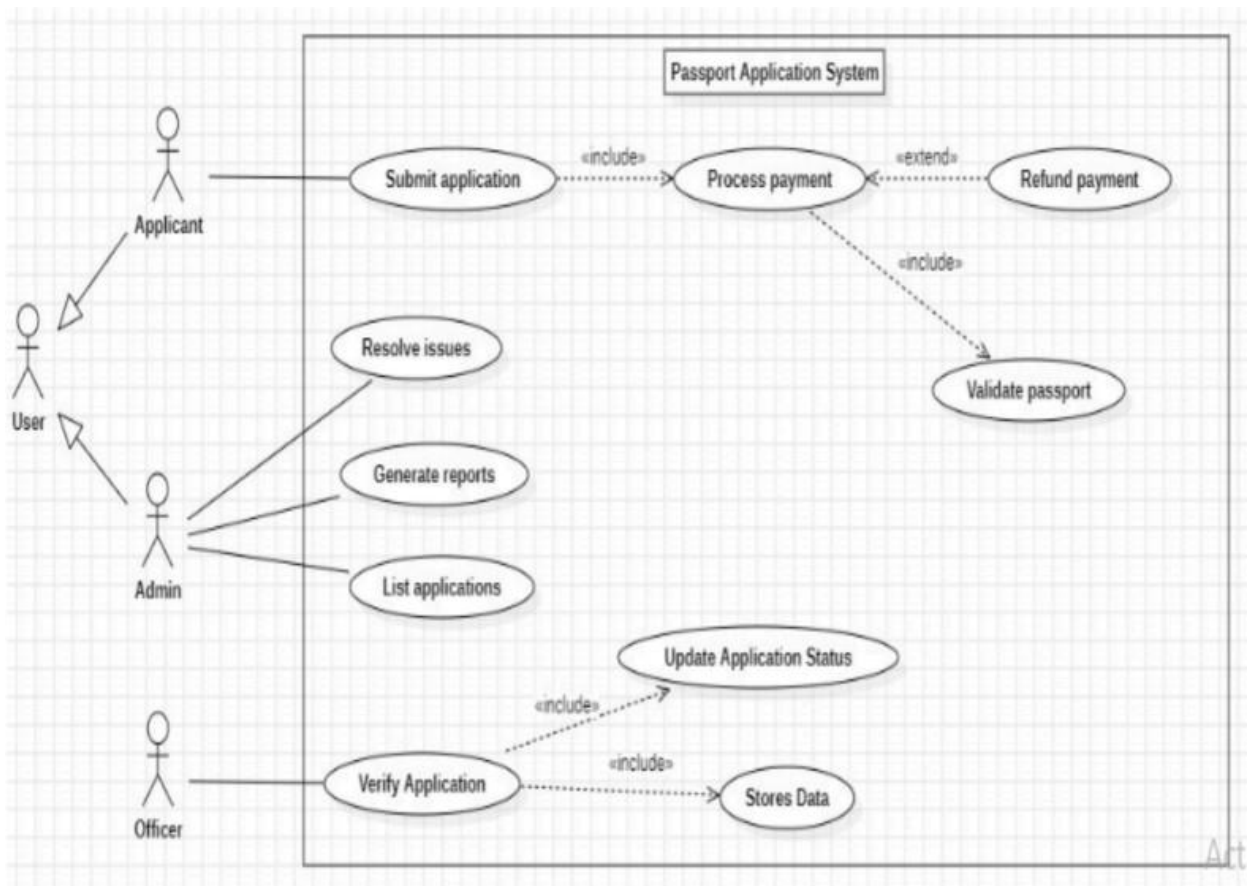 Passport Application System
Applicant
Submit application
«include»
Process payment
«extend»
Refund payment
«include»
Validate passport
User
Resolve issues
Generate reports
List applications
Admin
Update Application Status
«include»
Officer
Verify Application
«include»
Stores Data
Act